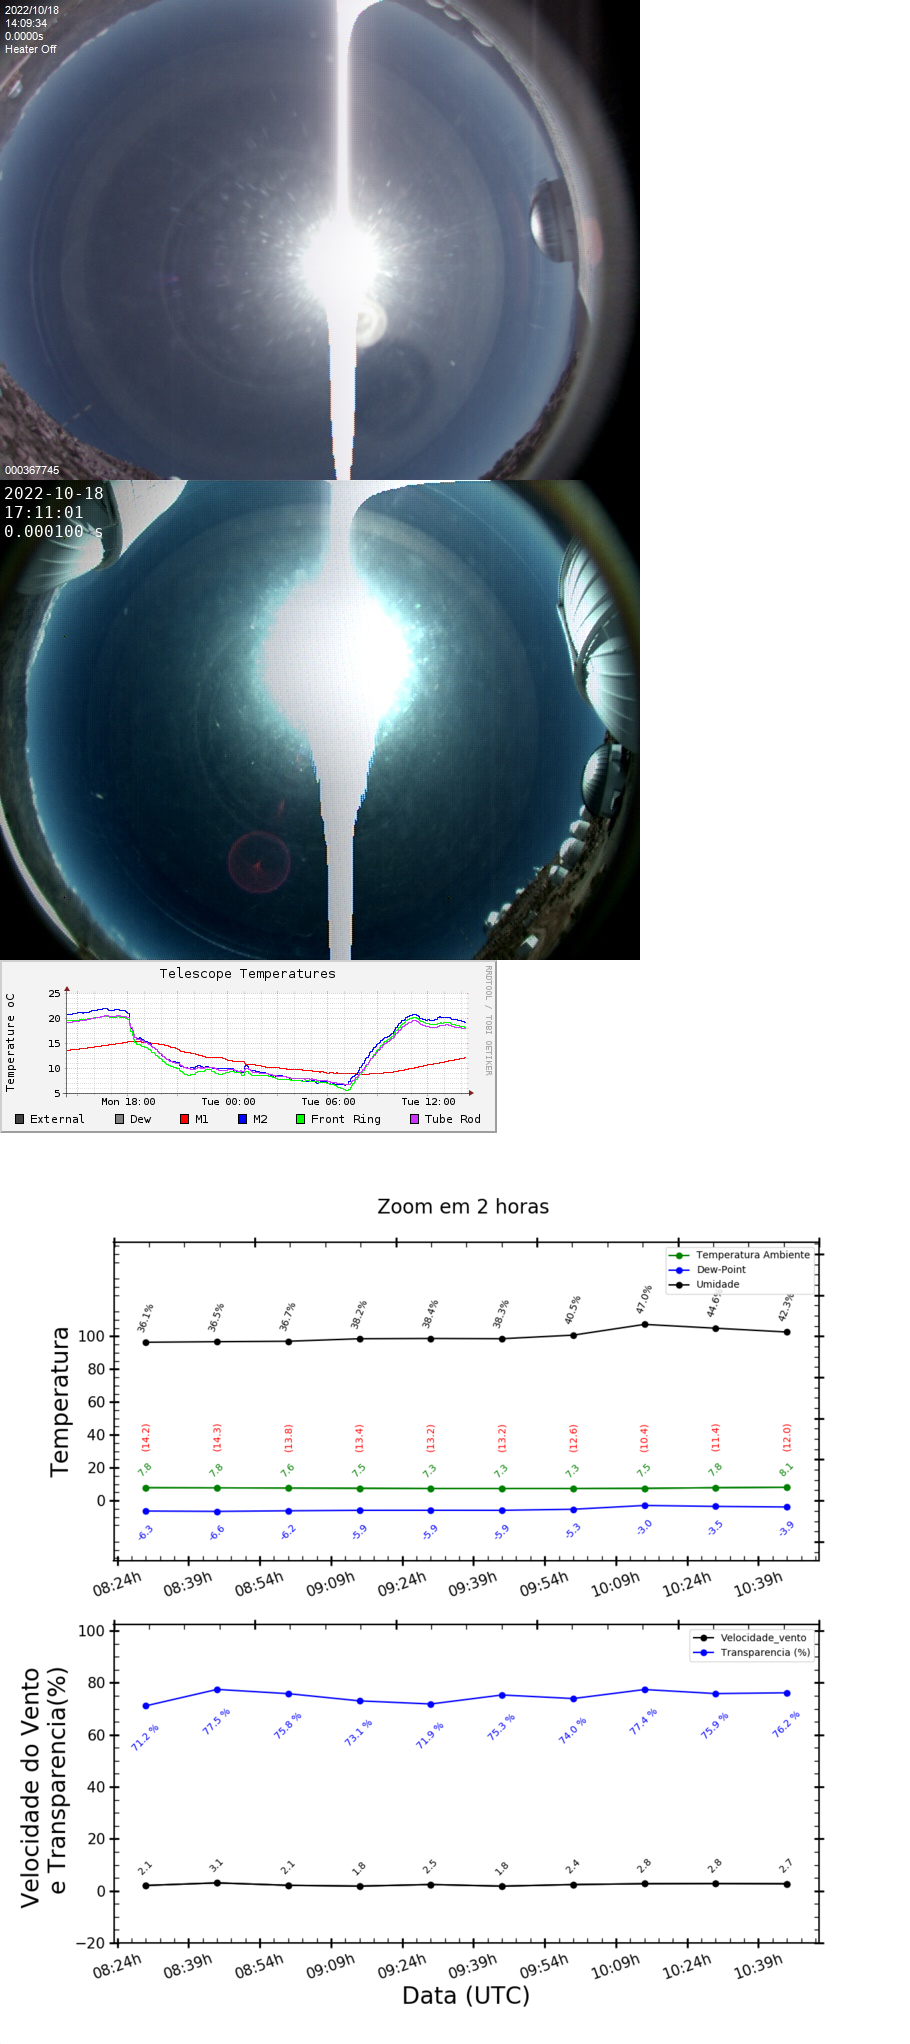 2022/10/18
14:09:34
0.0000s
Heater Off
000367745
2022-10-18
17:11:01
0.000100 s
Telescope Temperatures
Temperature oC
25
20
15
10
5
Mon 18:00 Tue 00:00 Tue 06:00 Tue 12:00
External Dew M1 M2 Front Ring Tube Rod
RRDTOOL / TOBI OETIKER
Zoom em 2 horas
Temperatura Ambiente
Dew-Point
Umidade
Temperatura
100
80
60
40
20
0
36.1% 36.5% 36.7% 38.2% 38.4% 38.3% 40.5% 47.0% 44.6% 42.3%
(14.2) (14.3) (13.8) (13.4) (13.2) (13.2) (12.6) (10.4) (11.4) (12.0)
7.8 7.8 7.6 7.5 7.3 7.3 7.3 7.5 7.8 8.1
-6.3 -6.6 -6.2 -5.9 -5.9 -5.9 -5.3 -3.0 -3.5 -3.9
08:24h 08:39h 08:54h 09:09h 09:24h 09:39h 09:54h 10:09h 10:24h 10:39h
Velocidade_vento
Transparencia (%)
Velocidade do Vento
e Transparencia(%)
100
80
60
40
20
0
−20
71.2 % 77.5 % 75.8 % 73.1 % 71.9 % 75.3 % 74.0 % 77.4 % 75.9 % 76.2 %
2.1 3.1 2.1 1.8 2.5 1.8 2.4 2.8 2.8 2.7
08:24h 08:39h 08:54h 09:09h 09:24h 09:39h 09:54h 10:09h 10:24h 10:39h
Data (UTC)